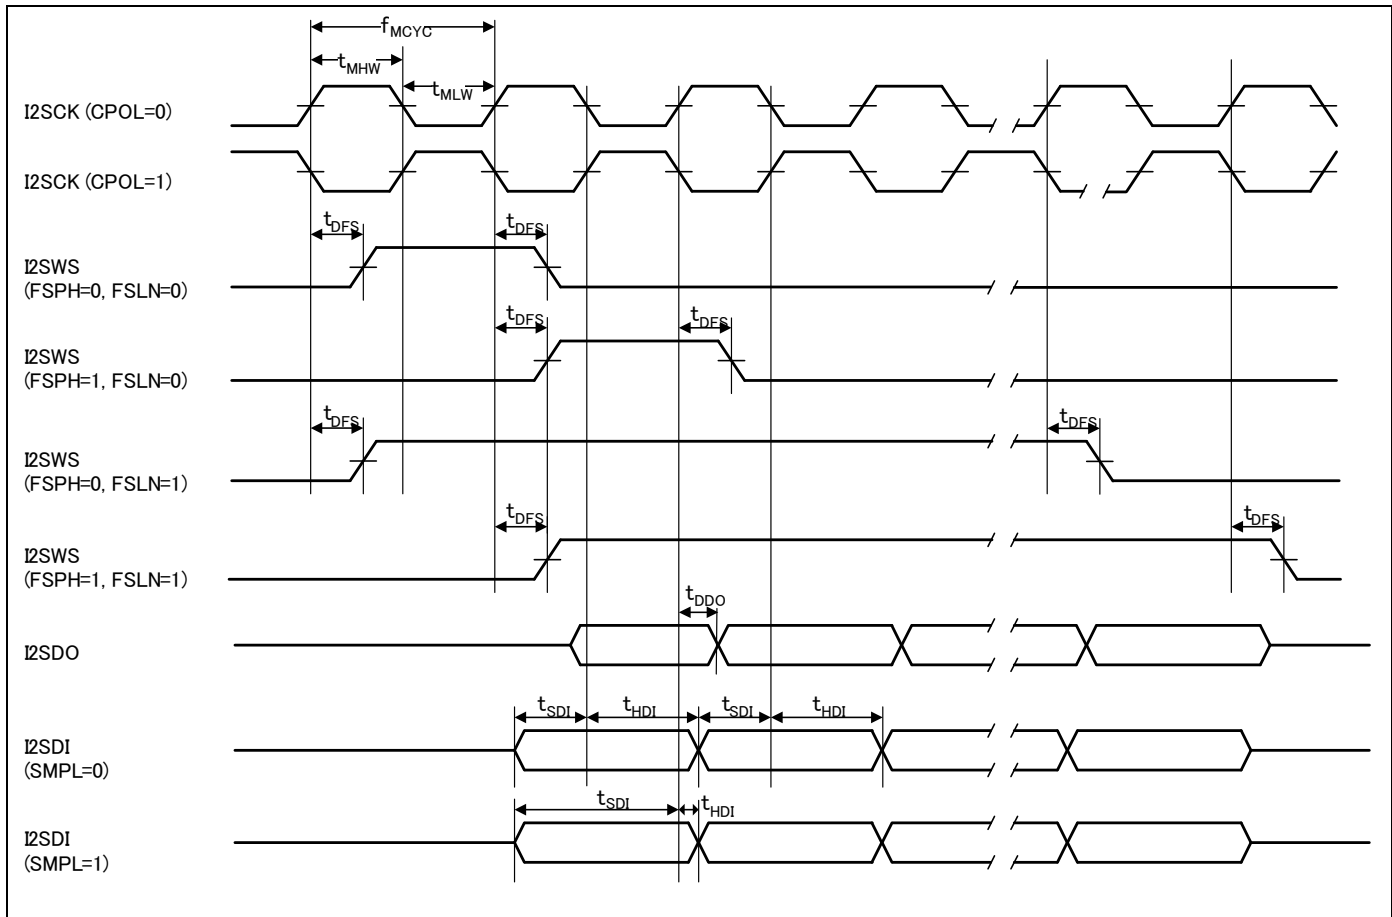 fMCYC
tMHW
tMLW
I2SCK (CPOL=0)
I2SCK (CPOL=1)
tDFS tDFS
I2SWS
(FSPH=0, FSLN=0)
tDFS tDFS
I2SWS
(FSPH=1, FSLN=0)
tDFS tDFS
I2SWS
(FSPH=0, FSLN=1)
tDFS tDFS
I2SWS
(FSPH=1, FSLN=1)
tDDO
I2SDO
tSDI tHDI tSDI tHDI
I2SDI
(SMPL=0)
tSDI tHDI
I2SDI
(SMPL=1)